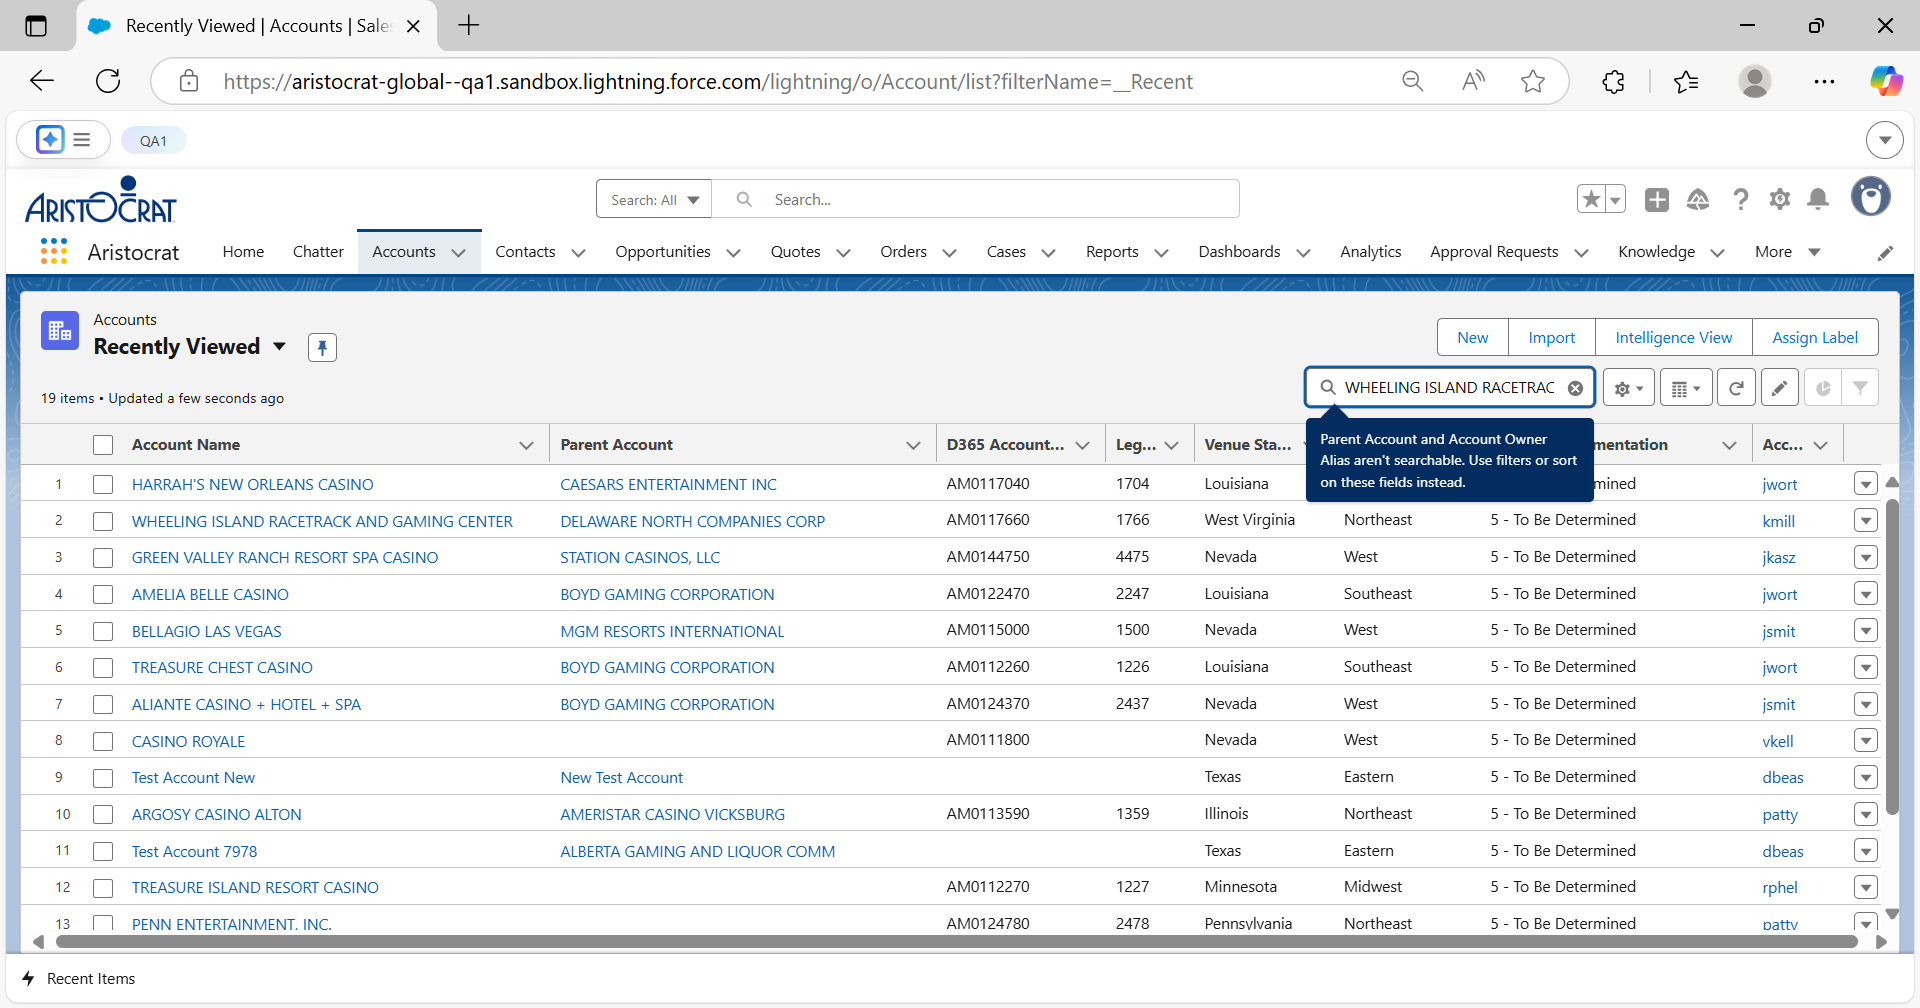 Recently Viewed | Accounts | Sales
https://aristocrat-global--qa1.sandbox.lightning.force.com/lightning/o/Account/list?filterName=__Recent
QA1
ARISTOCRAT
Search: All
Search...
Aristocrat
Home
Chatter
Accounts
Contacts
Opportunities
Quotes
Orders
Cases
Reports
Dashboards
Analytics
Approval Requests
Knowledge
More
Accounts
Recently Viewed
New
Import
Intelligence View
Assign Label
19 items • Updated a few seconds ago
WHEELING ISLAND RACETRAC
Parent Account and Account Owner
Alias aren't searchable. Use filters or sort
on these fields instead.
Account Name Parent Account D365 Account... Leg... Venue Sta... mentation Acc...
1 HARRAH'S NEW ORLEANS CASINO CAESARS ENTERTAINMENT INC AM0117040 1704 Louisiana mined jwort
2 WHEELING ISLAND RACETRACK AND GAMING CENTER DELAWARE NORTH COMPANIES CORP AM0117660 1766 West Virginia Northeast 5 - To Be Determined kmill
3 GREEN VALLEY RANCH RESORT SPA CASINO STATION CASINOS, LLC AM0144750 4475 Nevada West 5 - To Be Determined jkasz
4 AMELIA BELLE CASINO BOYD GAMING CORPORATION AM0122470 2247 Louisiana Southeast 5 - To Be Determined jwort
5 BELLAGIO LAS VEGAS MGM RESORTS INTERNATIONAL AM0115000 1500 Nevada West 5 - To Be Determined jsmit
6 TREASURE CHEST CASINO BOYD GAMING CORPORATION AM0112260 1226 Louisiana Southeast 5 - To Be Determined jwort
7 ALIANTE CASINO + HOTEL + SPA BOYD GAMING CORPORATION AM0124370 2437 Nevada West 5 - To Be Determined jsmit
8 CASINO ROYALE AM0111800 Nevada West 5 - To Be Determined vkell
9 Test Account New New Test Account Texas Eastern 5 - To Be Determined dbeas
10 ARGOSY CASINO ALTON AMERISTAR CASINO VICKSBURG AM0113590 1359 Illinois Northeast 5 - To Be Determined patty
11 Test Account 7978 ALBERTA GAMING AND LIQUOR COMM Texas Eastern 5 - To Be Determined dbeas
12 TREASURE ISLAND RESORT CASINO AM0112270 1227 Minnesota Midwest 5 - To Be Determined rphel
13 PENN ENTERTAINMENT, INC. AM0124780 2478 Pennsylvania Northeast 5 - To Be Determined patty
Recent Items